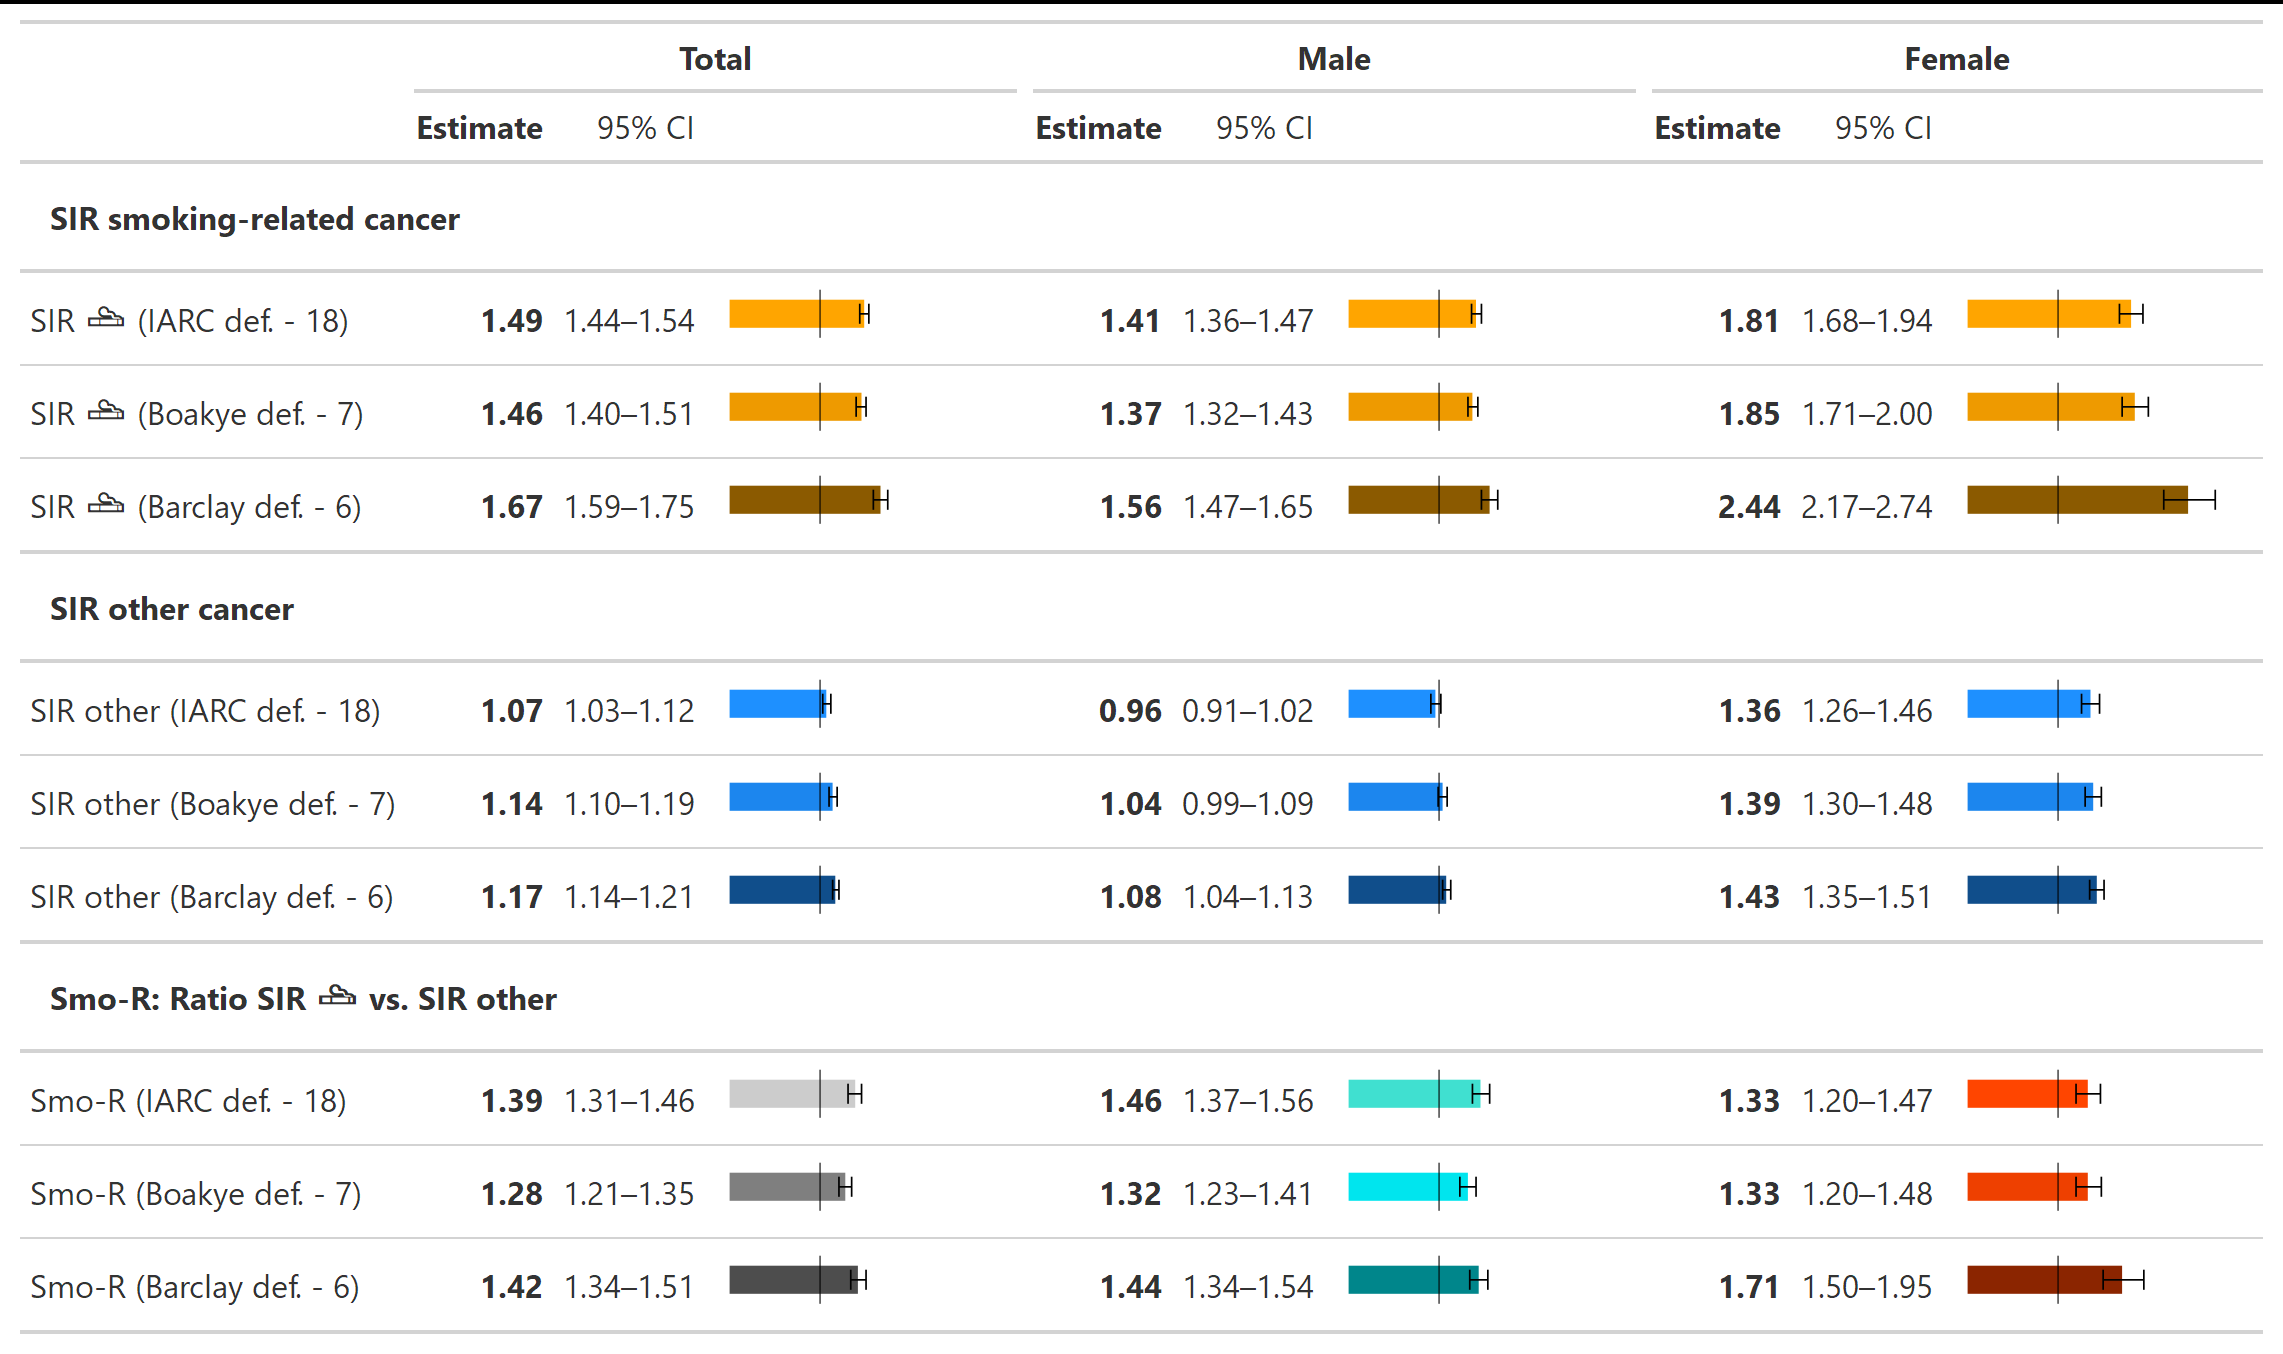 Total Male Female
Estimate 95% CI Estimate 95% CI Estimate 95% CI
SIR smoking-related cancer
SIR (IARC def. - 18) 1.49 1.44–1.54 1.41 1.36–1.47 1.81 1.68–1.94
SIR (Boakye def. - 7) 1.46 1.40–1.51 1.37 1.32–1.43 1.85 1.71–2.00
SIR (Barclay def. - 6) 1.67 1.59–1.75 1.56 1.47–1.65 2.44 2.17–2.74
SIR other cancer
SIR other (IARC def. - 18) 1.07 1.03–1.12 0.96 0.91–1.02 1.36 1.26–1.46
SIR other (Boakye def. - 7) 1.14 1.10–1.19 1.04 0.99–1.09 1.39 1.30–1.48
SIR other (Barclay def. - 6) 1.17 1.14–1.21 1.08 1.04–1.13 1.43 1.35–1.51
Smo-R: Ratio SIR vs. SIR other
Smo-R (IARC def. - 18) 1.39 1.31–1.46 1.46 1.37–1.56 1.33 1.20–1.47
Smo-R (Boakye def. - 7) 1.28 1.21–1.35 1.32 1.23–1.41 1.33 1.20–1.48
Smo-R (Barclay def. - 6) 1.42 1.34–1.51 1.44 1.34–1.54 1.71 1.50–1.95